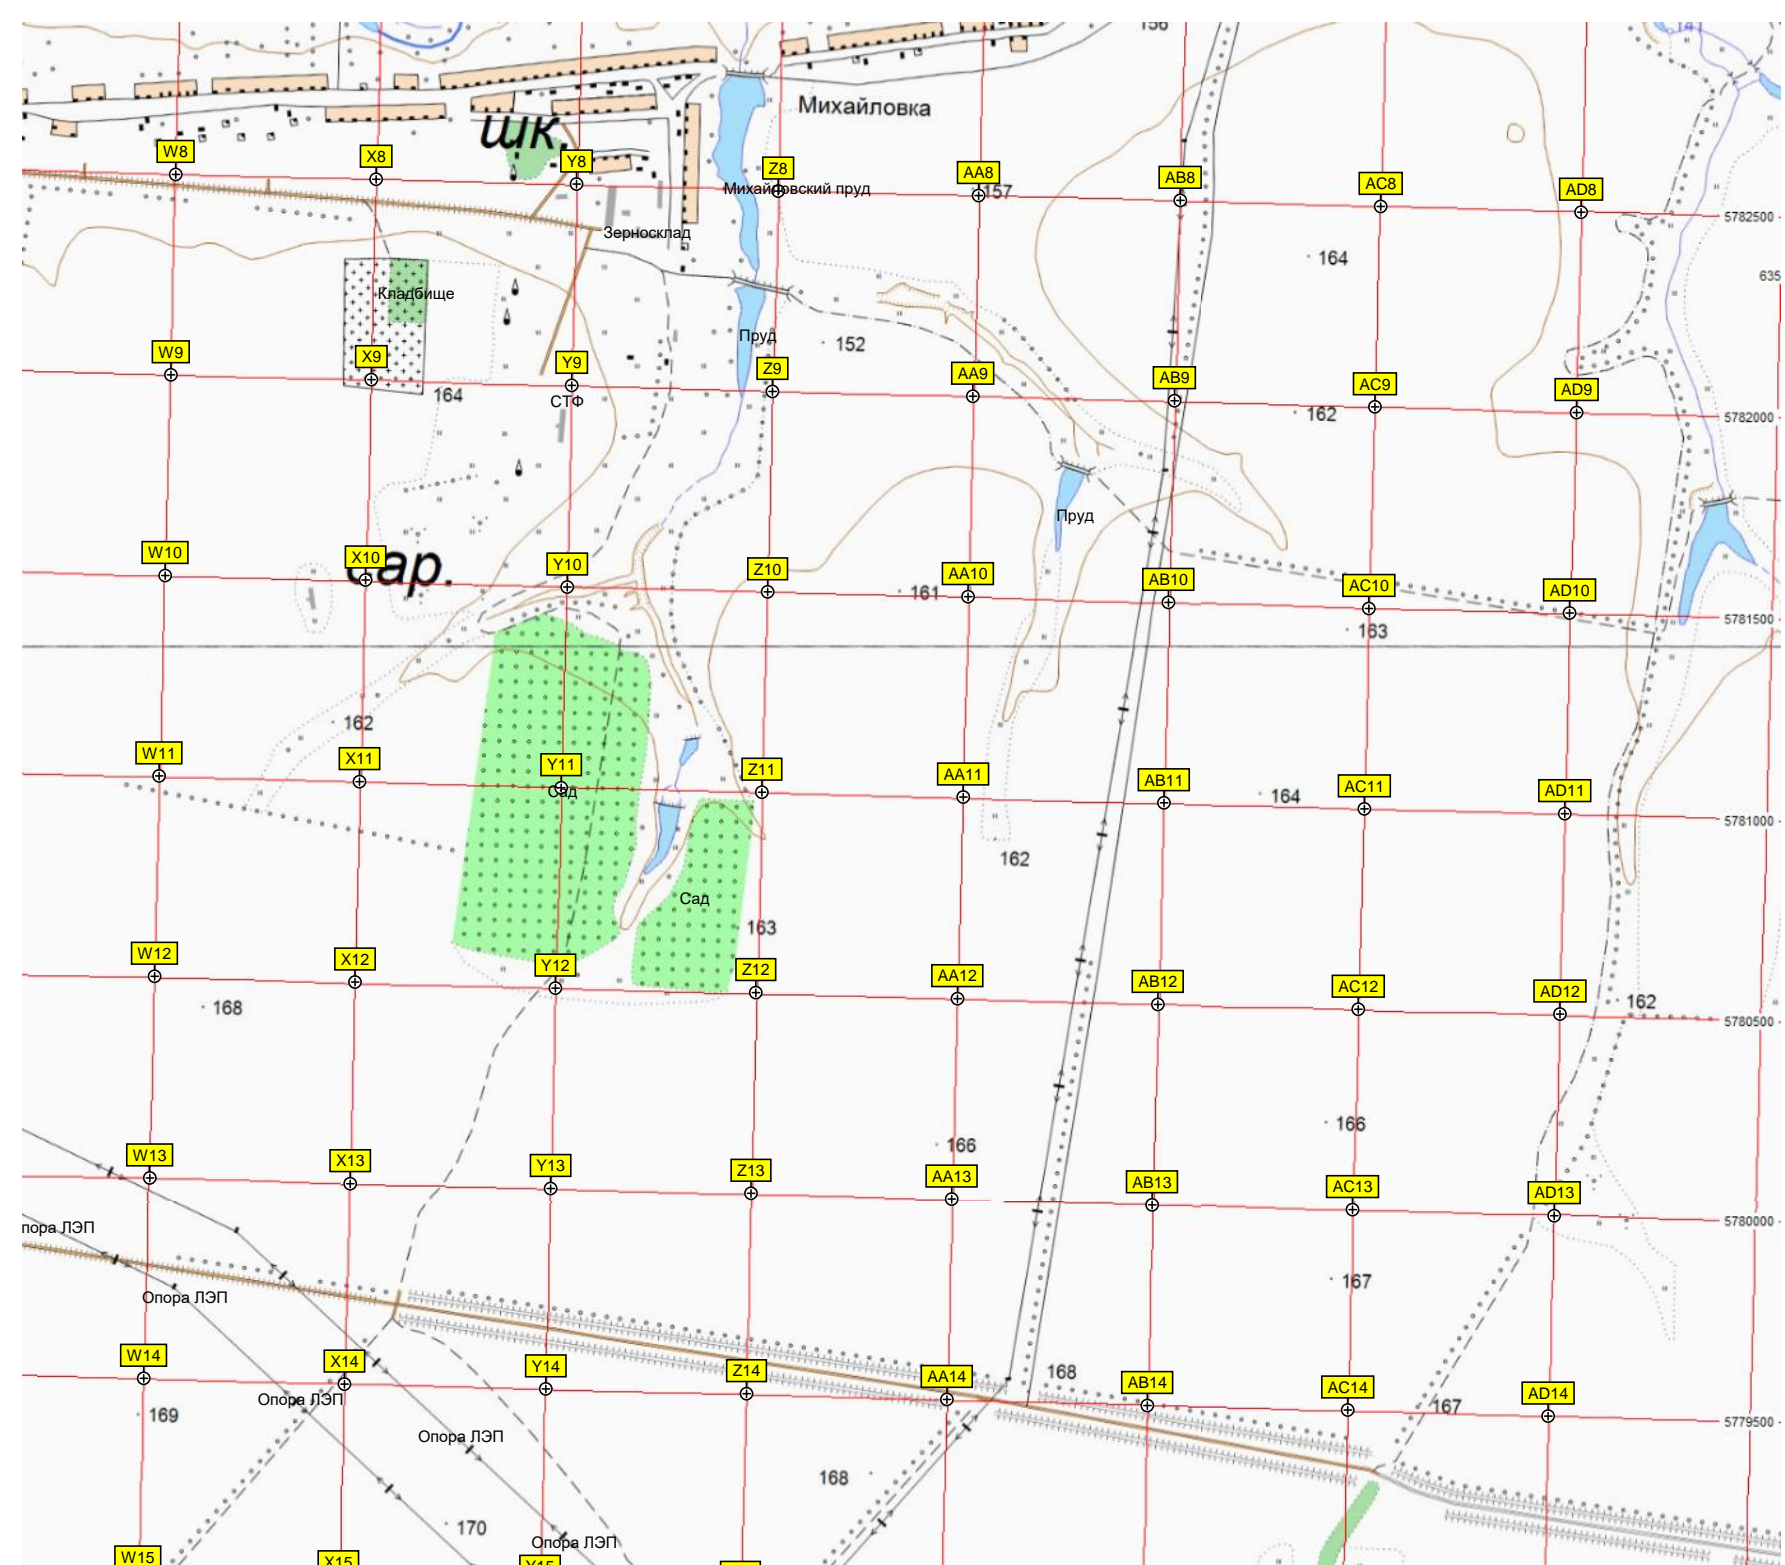 156
141
Михайловка
шк.
W8 X8 Y8 Z8 AA8 AB8 AC8 AD8
157
Михайловский пруд
5782500
Зерносклад
164
635
Кладбище
Пруд
152
W9 X9 Y9 Z9 AA9 AB9 AC9 AD9
164
СТФ
162
5782000
Пруд
W10 X10 Y10 Z10 AA10 AB10 AC10 AD10
сар.
161
163
5781500
162
W11 X11 Y11 Z11 AA11 AB11 AC11 AD11
Сад
164
5781000
162
Сад
163
W12 X12 Y12 Z12 AA12 AB12 AC12 AD12
168
162
5780500
166
166
W13 X13 Y13 Z13 AA13 AB13 AC13 AD13
5780000
пора ЛЭП
167
Опора ЛЭП
W14 X14 Y14 Z14 AA14 AB14 AC14 AD14
168
Опора ЛЭП
169
167
5779500
Опора ЛЭП
168
170
Опора ЛЭП
W15 X15 Y15